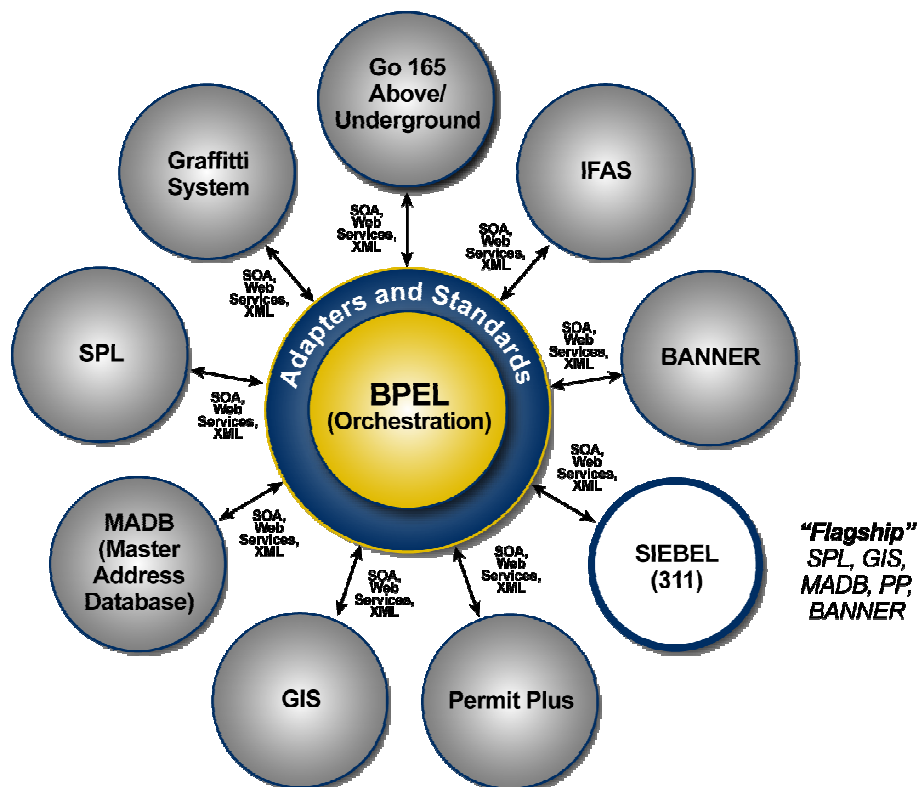 Go 165
Above/
Underground
Graffitti
System
IFAS
SOA,
Web
Services,
XML
SOA,
Web
Services,
XML
SOA,
Web
Services,
XML
SPL
Adapters and Standards
SOA,
Web
Services,
XML
BANNER
BPEL
(Orchestration)
SOA,
Web
Services,
XML
SOA,
Web
Services,
XML
MADB
(Master
Address
Database)
SOA,
Web
Services,
XML
SOA,
Web
Services,
XML
SOA,
Web
Services,
XML
SIEBEL
(311)
“Flagship”
SPL, GIS,
MADB, PP,
BANNER
GIS
Permit Plus